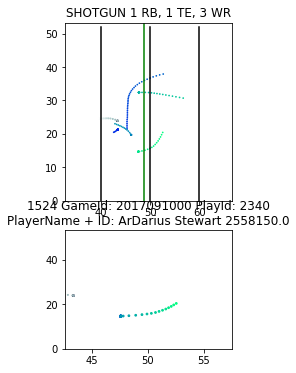 SHOTGUN 1 RB, 1 TE, 3 WR
50
40
30
20
10
0
40 50 60
1524 GameId: 2017091000 PlayId: 2340
PlayerName + ID: ArDarius Stewart 2558150.0
40
20
0
45 50 55